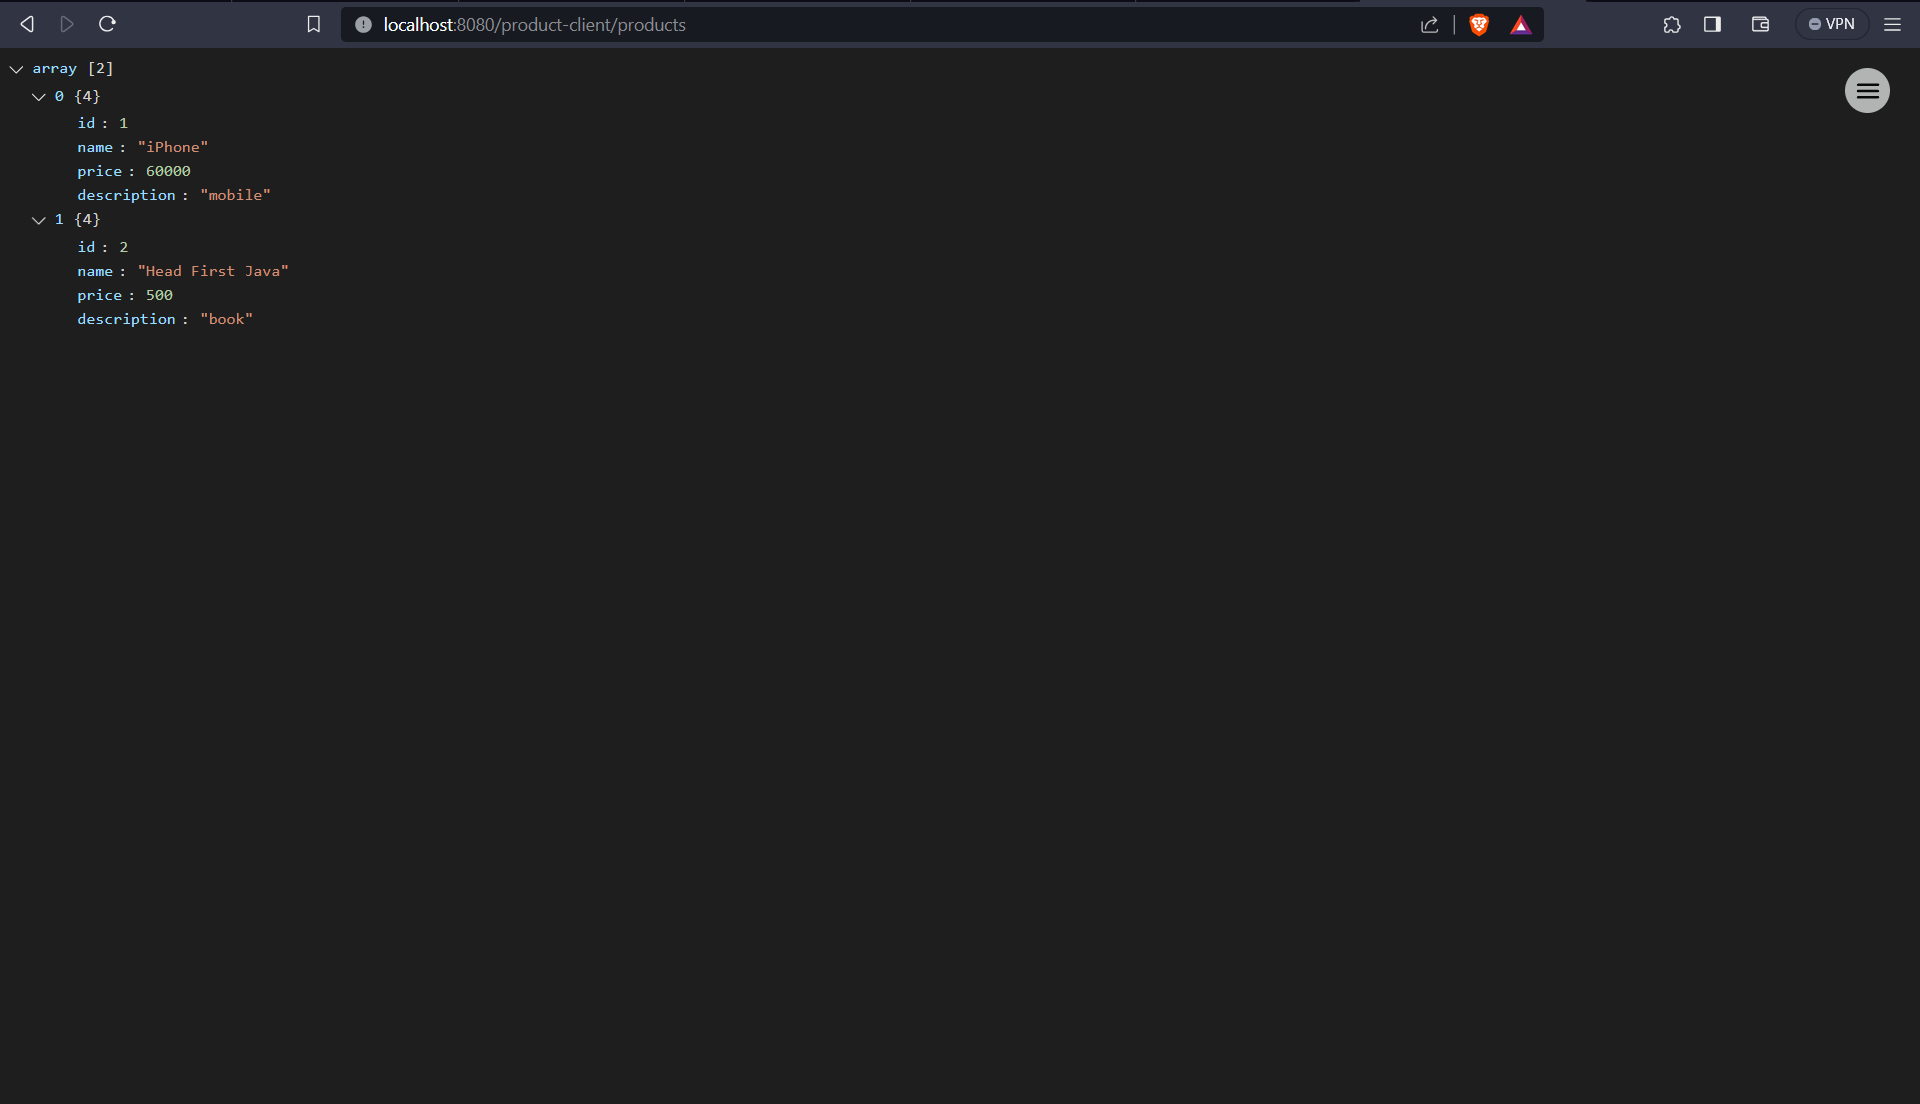 localhost:8080/product-client/products
VPN
array [2]
0 {4}
id : 1
name : "iPhone"
price : 60000
description : "mobile"
1 {4}
id : 2
name : "Head First Java"
price : 500
description : "book"